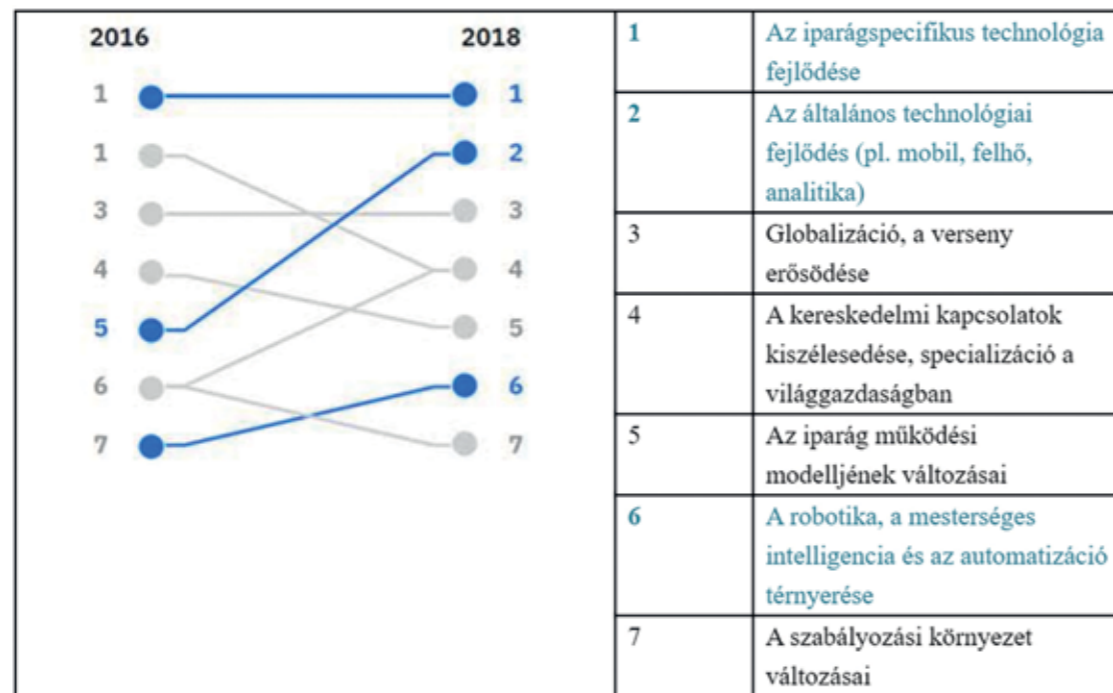 2016 2018
1 1
1 2
3 3
4 4
5 5
6 6
7 7
1 Az iparágspecifikus technológia
fejlődése
2 Az általános technológiai
fejlődés (pl. mobil, felhő,
analitika)
3 Globalizáció, a verseny
erősödése
4 A kereskedelmi kapcsolatok
kiszélesedése, specializáció a
világgazdaságban
5 Az iparág működési
modelljének változásai
6 A robotika, a mesterséges
intelligencia és az automatizáció
térnyerése
7 A szabályozási környezet
változásai